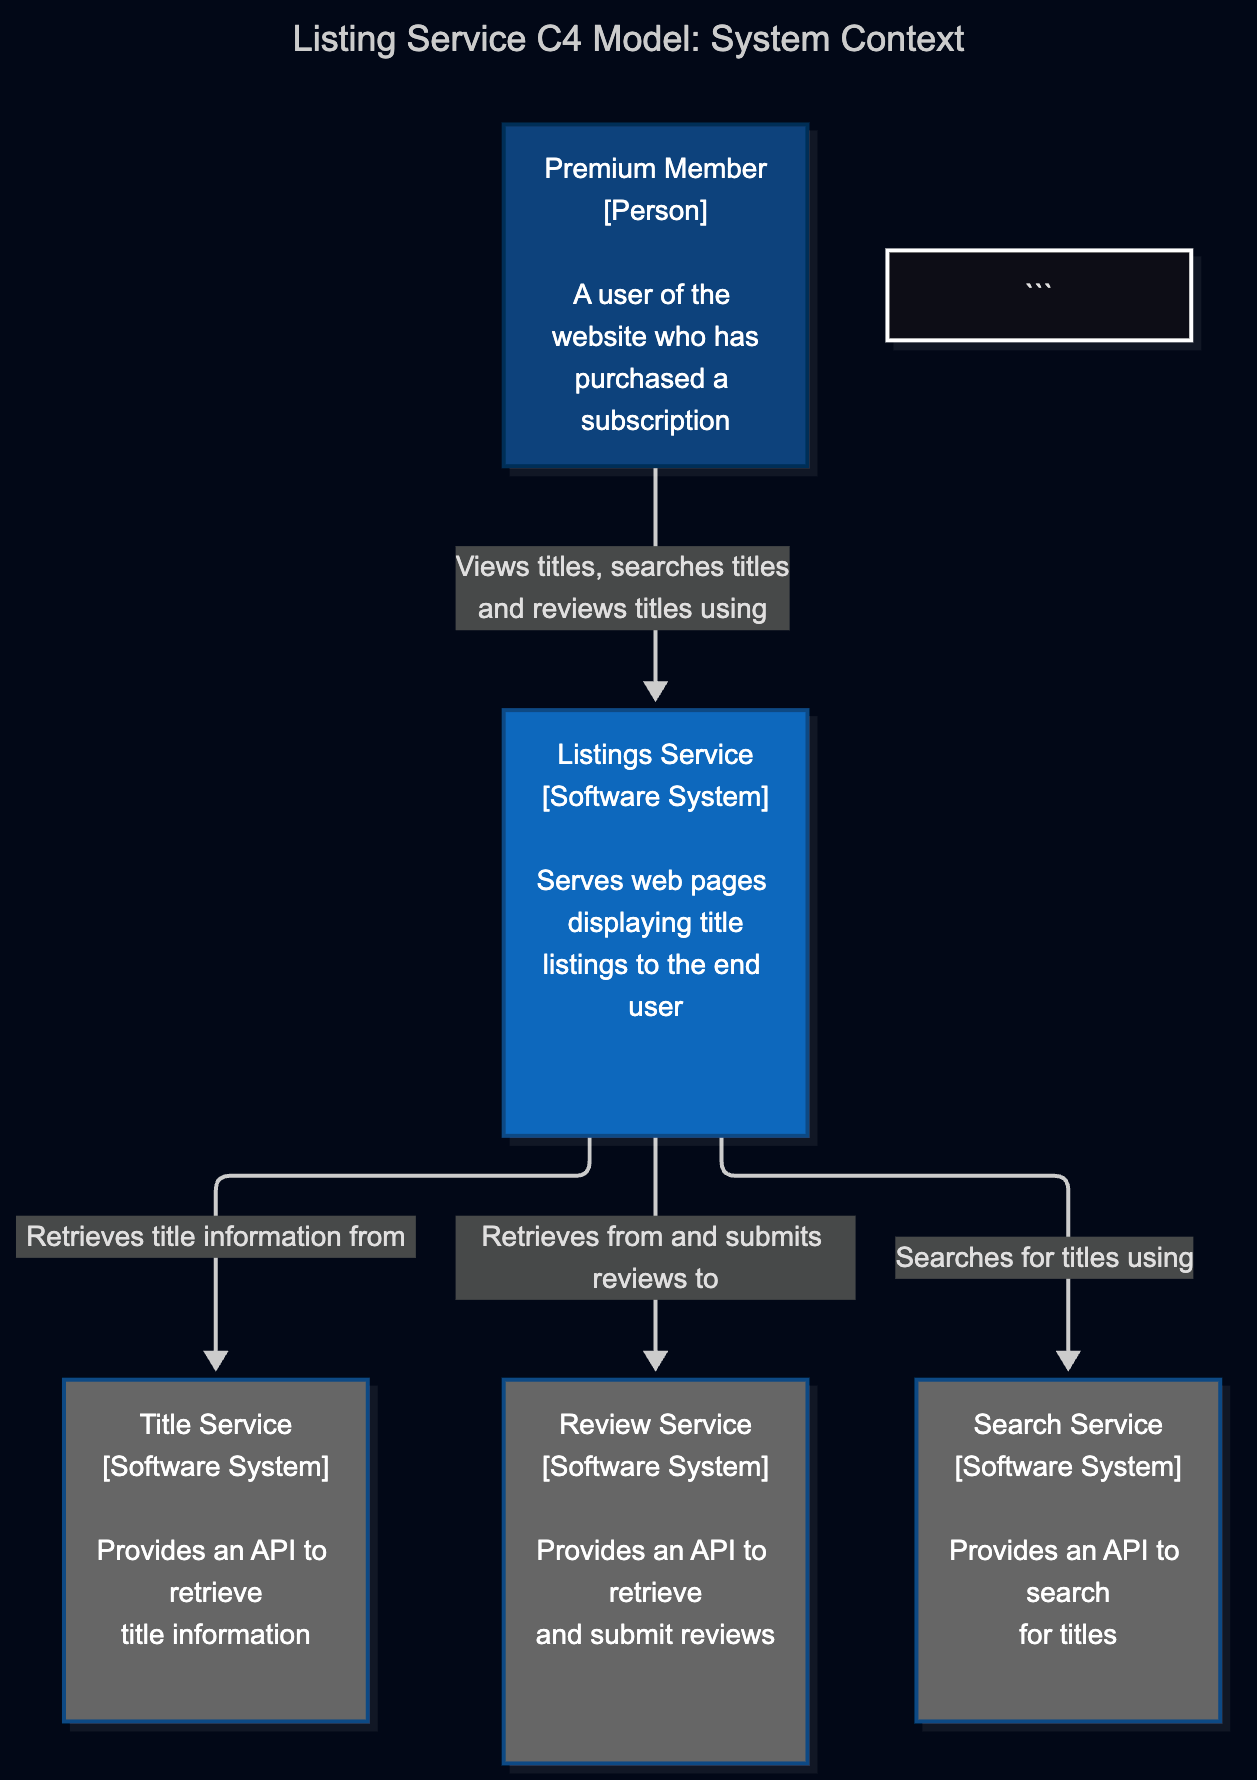 Listing Service C4 Model: System Context
Premium Member
[Person]
A user of the
website who has
purchased a
subscription
```
Views titles, searches titles
and reviews titles using
Listings Service
[Software System]
Serves web pages
displaying title
listings to the end
user
Retrieves title information from
Retrieves from and submits
reviews to
Searches for titles using
Title Service
[Software System]
Provides an API to
retrieve
title information
Review Service
[Software System]
Provides an API to
retrieve
and submit reviews
Search Service
[Software System]
Provides an API to
search
for titles